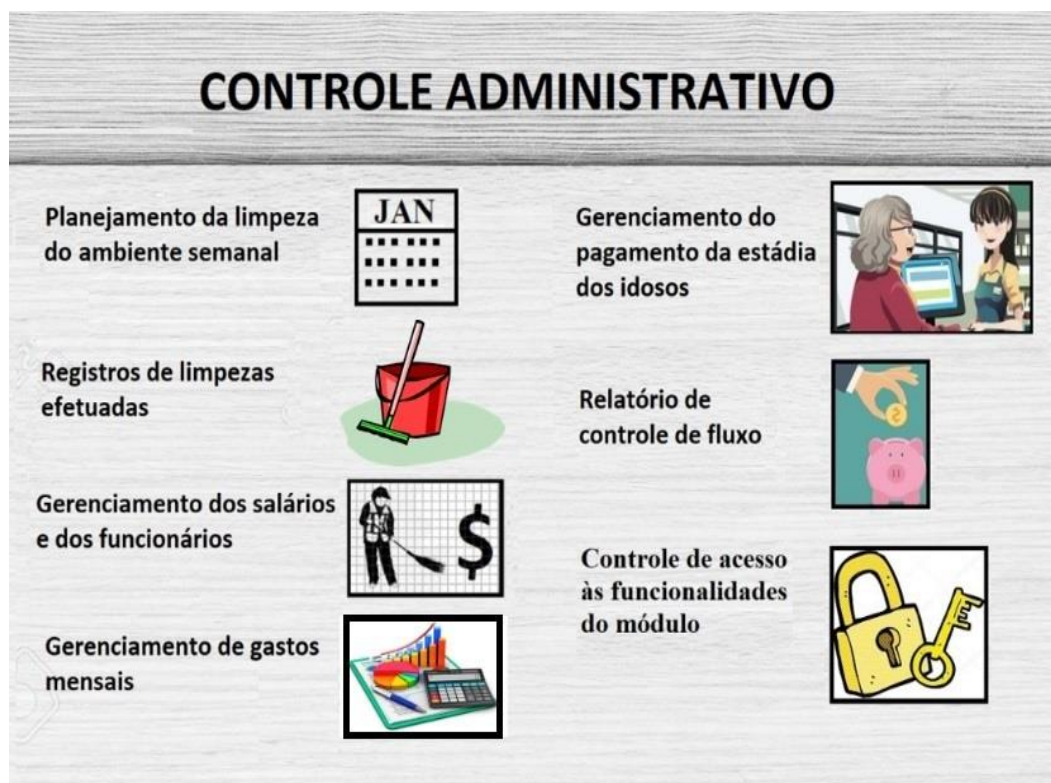 CONTROLE ADMINISTRATIVO
Planejamento da limpeza
do ambiente semanal
JAN
Registros de limpezas
efetuadas
Gerenciamento dos salários
e dos funcionários
$
Gerenciamento de gastos
mensais
Gerenciamento do
pagamento da estádia
dos idosos
Relatório de
controle de fluxo
Controle de acesso
às funcionalidades
do módulo